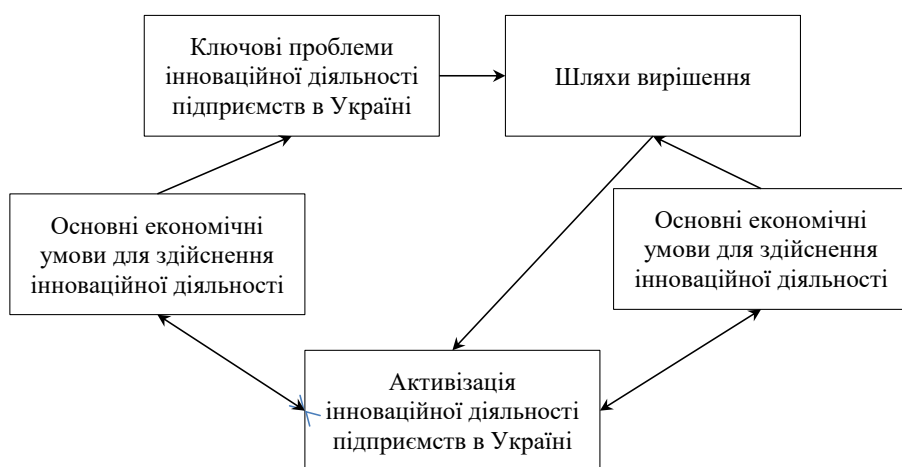 Ключові проблеми
інноваційної діяльності
підприємств в Україні
Шляхи вирішення
Основні економічні
умови для здійснення
інноваційної діяльності
Основні економічні
умови для здійснення
інноваційної діяльності
Активізація
інноваційної діяльності
підприємств в Україні